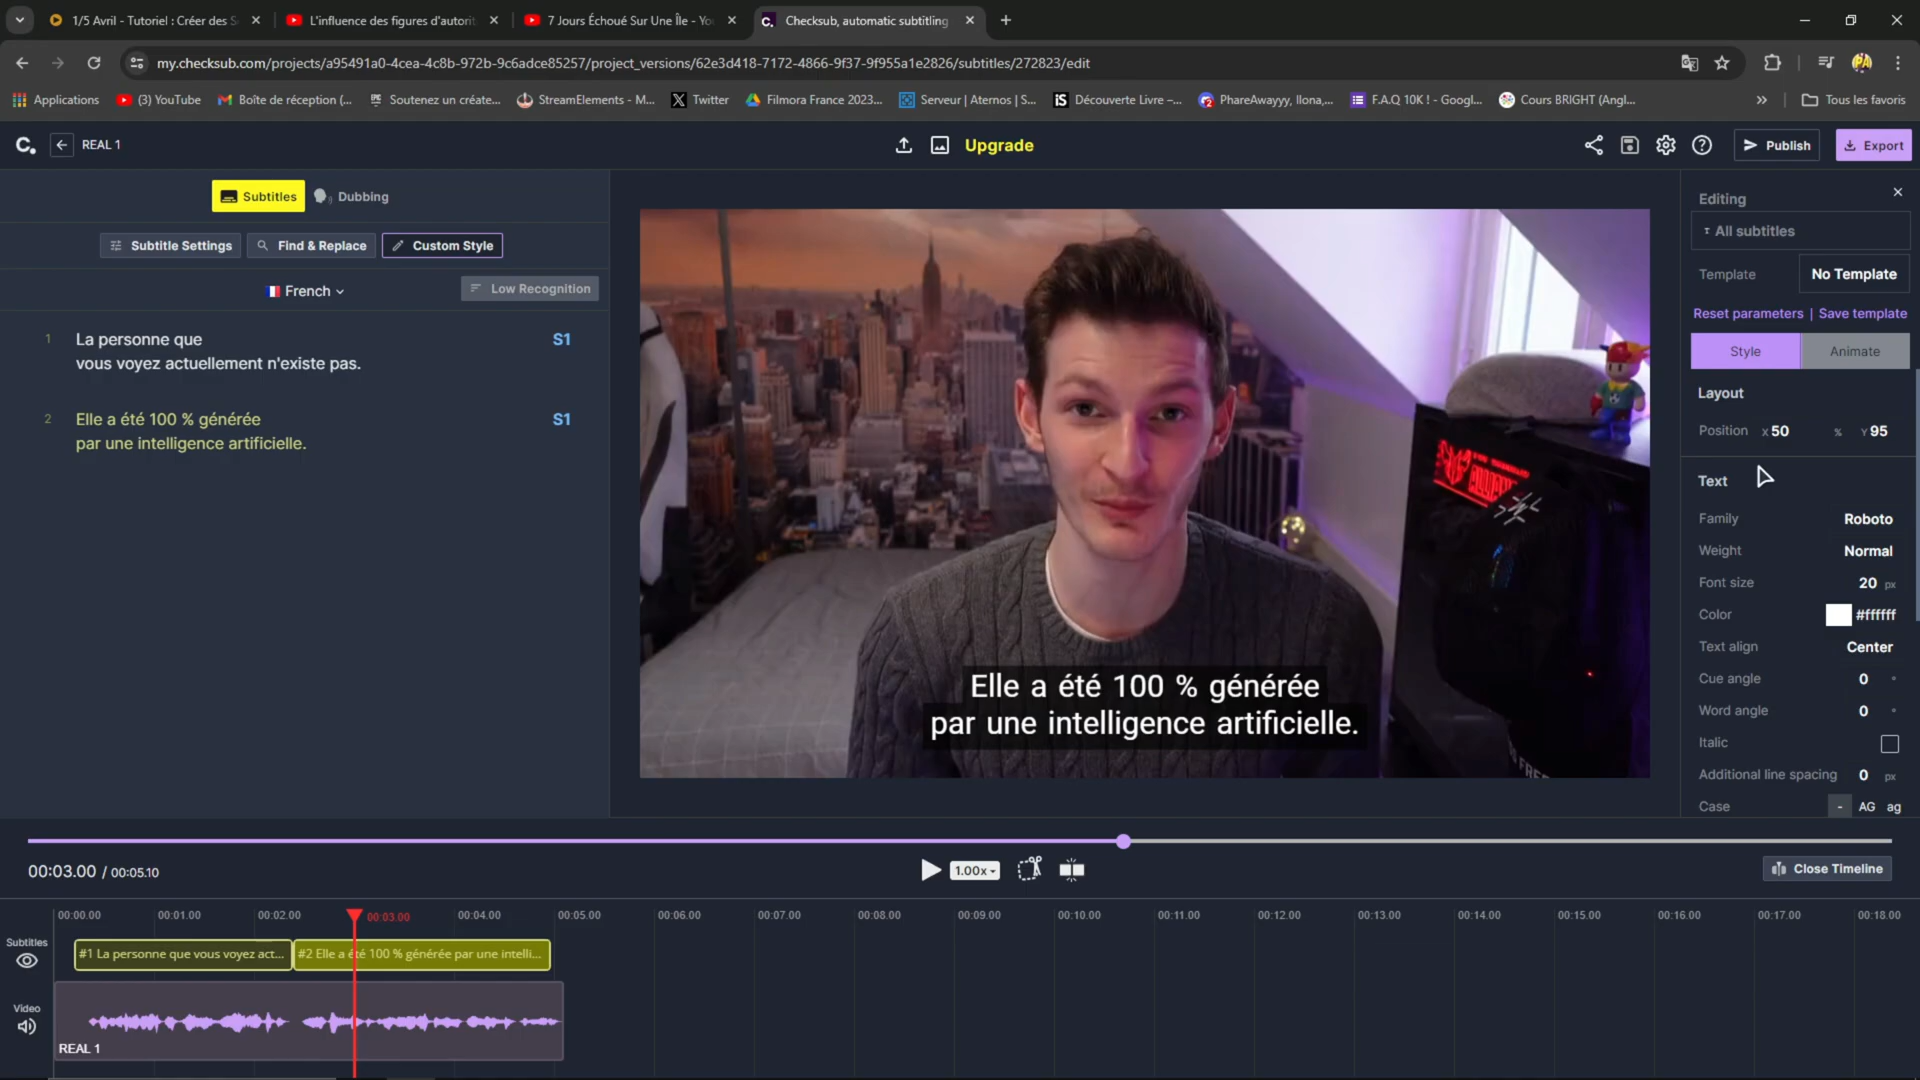 1/5 Avril - Tutoriel : Créer des S
L'influence des figures d'autorit
7 Jours Échoué Sur Une Île - Yo
Checksub, automatic subtitling
my.checksub.com/projects/a95491a0-4cea-4c8b-972b-9c6adce85257/project_versions/62e3d418-7172-4866-9f37-9f955a1e2826/subtitles/272823/edit
Applications
(3) YouTube
Boîte de réception (...
Soutenez un créate...
StreamElements - M...
Twitter
Filmora France 2023...
Serveur | Aternos | S...
Découverte Livre –...
PhareAwayyy, Ilona,...
F.A.Q 10K ! - Googl...
Cours BRIGHT (Angl...
Tous les favoris
REAL 1
Upgrade
Publish
Export
Subtitles
Dubbing
Subtitle Settings
Find & Replace
Custom Style
French
Low Recognition
1
La personne que
vous voyez actuellement n'existe pas.
S1
2
Elle a été 100 % générée
par une intelligence artificielle.
S1
Elle a été 100 % générée
par une intelligence artificielle.
Editing
All subtitles
Template
No Template
Reset parameters | Save template
Style
Animate
Layout
Position X 50 % Y 95
Text
Family Roboto
Weight Normal
Font size 20 px
Color #ffffff
Text align Center
Cue angle 0 °
Word angle 0 °
Italic
Additional line spacing 0 px
Case - AG ag
00:03.00 / 00:05.10
1.00x
Close Timeline
00:00.00 00:01.00 00:02.00 00:03.00 00:04.00 00:05.00 00:06.00 00:07.00 00:08.00 00:09.00 00:10.00 00:11.00 00:12.00 00:13.00 00:14.00 00:15.00 00:16.00 00:17.00 00:18.00
Subtitles
#1 La personne que vous voyez act...
#2 Elle a été 100 % générée par une intelli...
Video
REAL 1